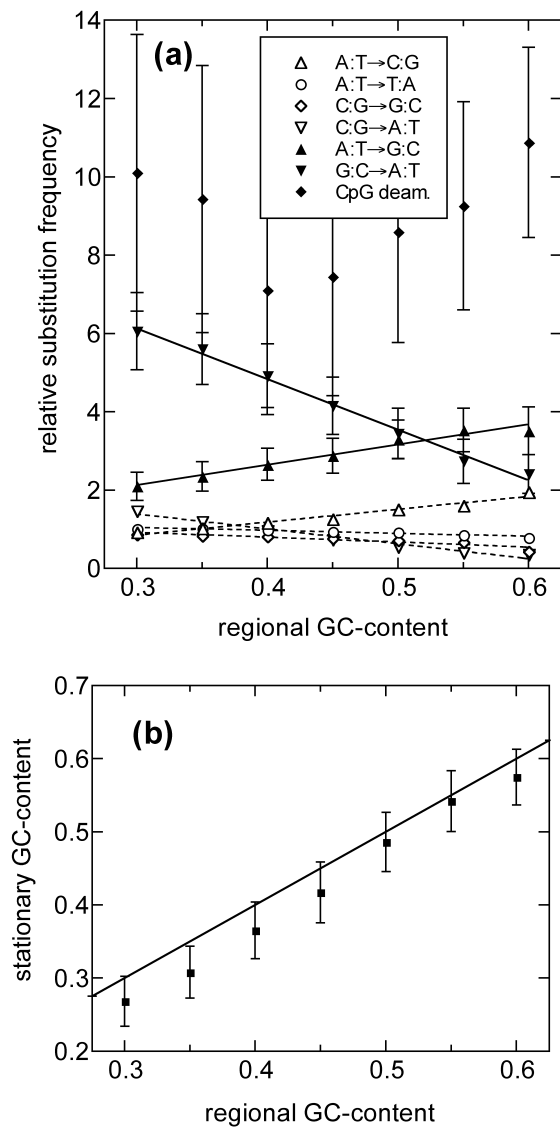 14
12
10
8
6
4
2
0
relative substitution frequency
(a)
A:T→C:G
A:T→T:A
C:G→G:C
C:G→A:T
A:T→G:C
G:C→A:T
CpG deam.
0.3 0.4 0.5 0.6
regional GC-content
0.7
0.6
0.5
0.4
0.3
0.2
stationary GC-content
(b)
0.3 0.4 0.5 0.6
regional GC-content